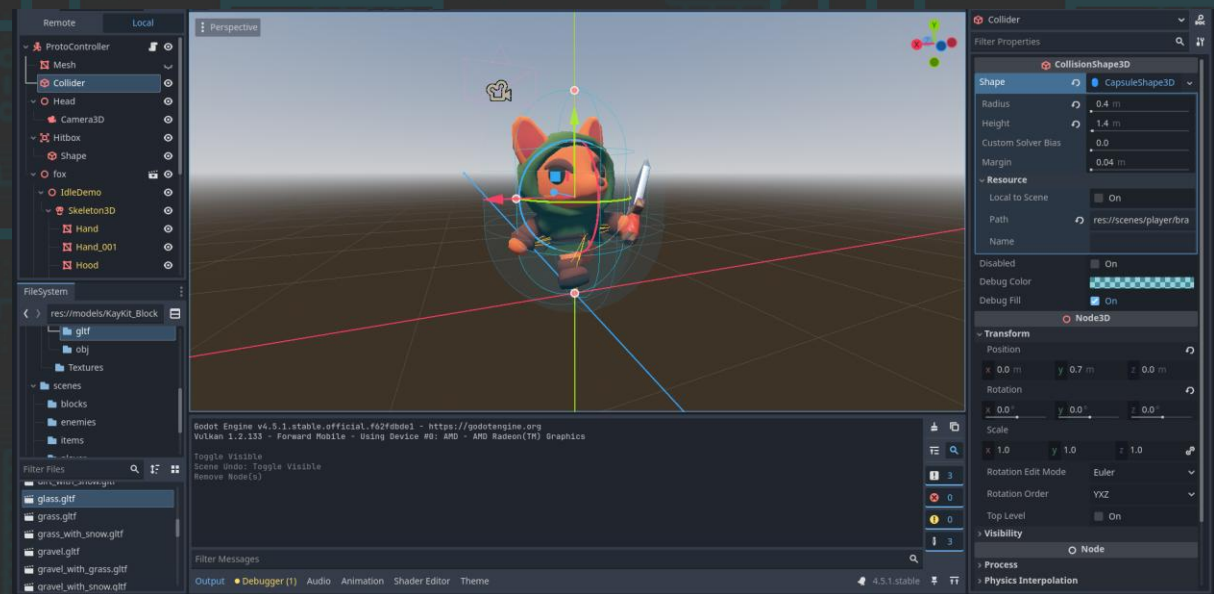 Remote Local
ProtoController
Mesh
Collider
Head
Camera3D
Hitbox
Shape
fox
IdleDemo
Skeleton3D
Hand
Hand_001
Hood
FileSystem
res://models/KayKit_Block
gltf
obj
Textures
scenes
blocks
enemies
items
Filter Files
dirt_with_snow.gltf
glass.gltf
grass.gltf
grass_with_snow.gltf
gravel.gltf
gravel_with_grass.gltf
gravel_with_snow.gltf
Perspective
Y
X
Godot Engine v4.5.1.stable.official.f62fdbde1 - https://godotengine.org
Vulkan 1.2.133 - Forward Mobile - Using Device #0: AMD - AMD Radeon(TM) Graphics
Toggle Visible
Scene Undo: Toggle Visible
Remove Node(s)
3
0
0
3
Filter Messages
Output Debugger (1) Audio Animation Shader Editor Theme 4.5.1.stable
Collider
DOC
Filter Properties
CollisionShape3D
Shape CapsuleShape3D
Radius 0.4 m
Height 1.4 m
Custom Solver Bias 0.0
Margin 0.04 m
Resource
Local to Scene On
Path res://scenes/player/bra
Name
Disabled On
Debug Color
Debug Fill On
Node3D
Transform
Position
x 0.0 m y 0.7 m z 0.0 m
Rotation
x 0.0° y 0.0° z 0.0°
Scale
x 1.0 y 1.0 z 1.0
Rotation Edit Mode Euler
Rotation Order YXZ
Top Level On
Visibility
Node
Process
Physics Interpolation